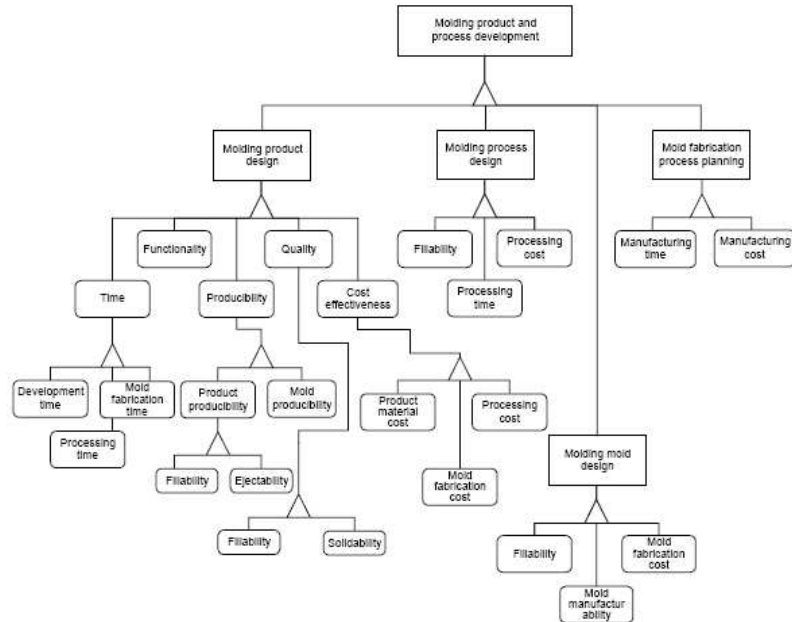 Molding product and
process development
Molding product
design
Molding process
design
Mold fabrication
process planning
Functionality
Quality
Fillability
Processing
cost
Manufacturing
time
Manufacturing
cost
Time
Producibility
Cost
effectiveness
Processing
time
Development
time
Mold
fabrication
time
Product
producibility
Mold
producibility
Product
material
cost
Processing
cost
Processing
time
Fillability
Ejectability
Mold
fabrication
cost
Molding mold
design
Fillability
Solidability
Fillability
Mold
fabrication
cost
Mold
manufactur
ability